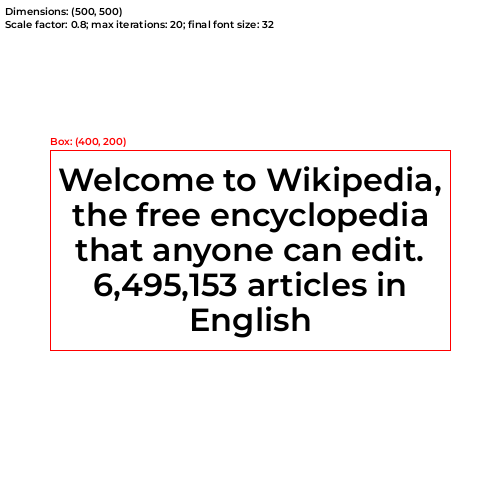 Dimensions: (500, 500)
Scale factor: 0.8; max iterations: 20; final font size: 32
Box: (400, 200)
Welcome to Wikipedia,
the free encyclopedia
that anyone can edit.
6,495,153 articles in
English